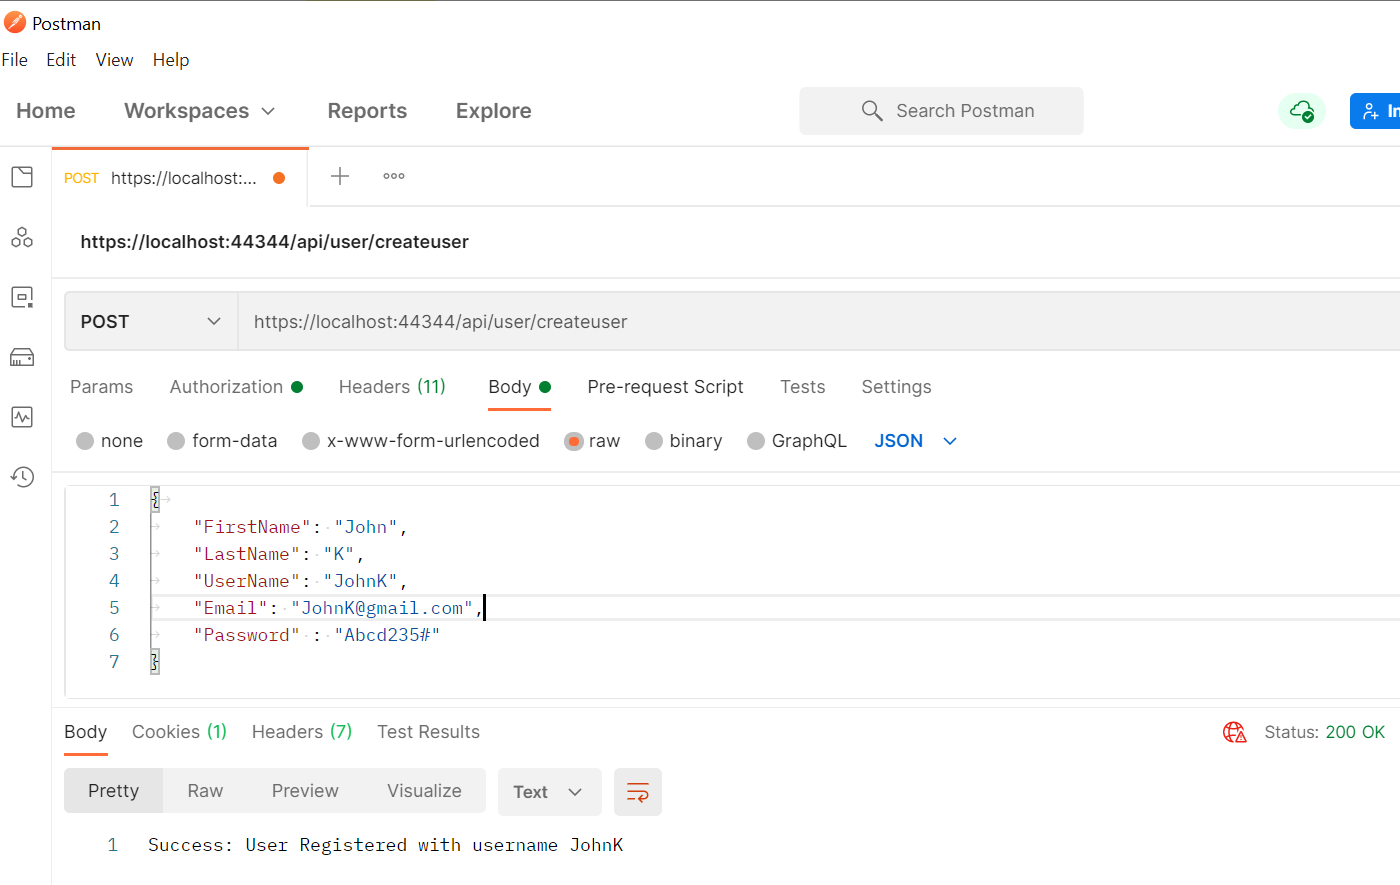 Postman
File Edit View Help
Home Workspaces Reports Explore Search Postman In
POST https://localhost:...
https://localhost:44344/api/user/createuser
POST https://localhost:44344/api/user/createuser
Params Authorization Headers (11) Body Pre-request Script Tests Settings
none form-data x-www-form-urlencoded raw binary GraphQL JSON
1 {
2 "FirstName": "John",
3 "LastName": "K",
4 "UserName": "JohnK",
5 "Email": "JohnK@gmail.com",
6 "Password" : "Abcd235#"
7 }
Body Cookies (1) Headers (7) Test Results Status: 200 OK
Pretty Raw Preview Visualize Text
1 Success: User Registered with username JohnK